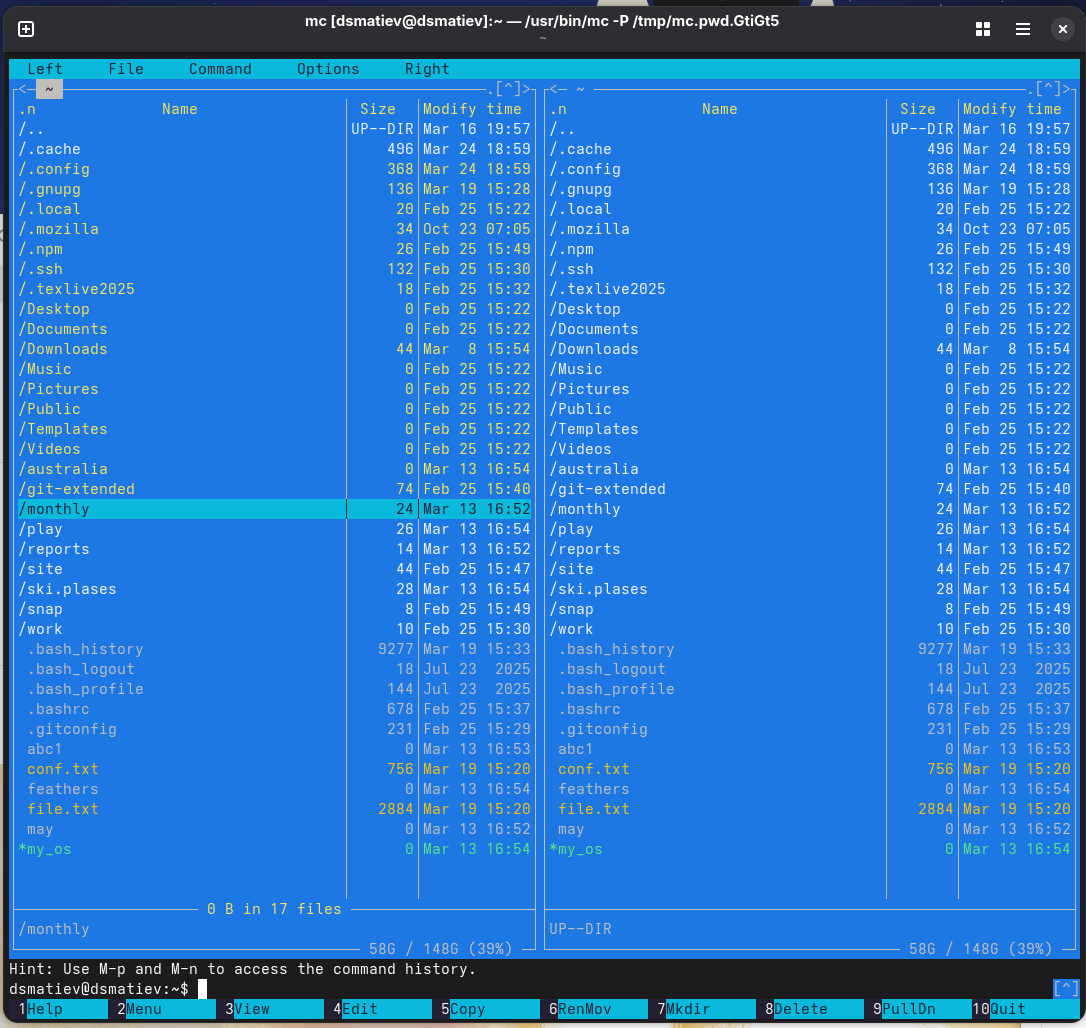 mc [dsmatiev@dsmatiev]:~ — /usr/bin/mc -P /tmp/mc.pwd.GtiGt5
~
Left File Command Options Right
<─ ~ ─.[^]>
.n Name Size Modify time
/.. UP--DIR Mar 16 19:57
/.cache 496 Mar 24 18:59
/.config 368 Mar 24 18:59
/.gnupg 136 Mar 19 15:28
/.local 20 Feb 25 15:22
/.mozilla 34 Oct 23 07:05
/.npm 26 Feb 25 15:49
/.ssh 132 Feb 25 15:30
/.texlive2025 18 Feb 25 15:32
/Desktop 0 Feb 25 15:22
/Documents 0 Feb 25 15:22
/Downloads 44 Mar 8 15:54
/Music 0 Feb 25 15:22
/Pictures 0 Feb 25 15:22
/Public 0 Feb 25 15:22
/Templates 0 Feb 25 15:22
/Videos 0 Feb 25 15:22
/australia 0 Mar 13 16:54
/git-extended 74 Feb 25 15:40
/monthly 24 Mar 13 16:52
/play 26 Mar 13 16:54
/reports 14 Mar 13 16:52
/site 44 Feb 25 15:47
/ski.plases 28 Mar 13 16:54
/snap 8 Feb 25 15:49
/work 10 Feb 25 15:30
.bash_history 9277 Mar 19 15:33
.bash_logout 18 Jul 23 2025
.bash_profile 144 Jul 23 2025
.bashrc 678 Feb 25 15:37
.gitconfig 231 Feb 25 15:29
abc1 0 Mar 13 16:53
conf.txt 756 Mar 19 15:20
feathers 0 Mar 13 16:54
file.txt 2884 Mar 19 15:20
may 0 Mar 13 16:52
*my_os 0 Mar 13 16:54
0 B in 17 files
/monthly
58G / 148G (39%)
<─ ~ ─.[^]>
.n Name Size Modify time
/.. UP--DIR Mar 16 19:57
/.cache 496 Mar 24 18:59
/.config 368 Mar 24 18:59
/.gnupg 136 Mar 19 15:28
/.local 20 Feb 25 15:22
/.mozilla 34 Oct 23 07:05
/.npm 26 Feb 25 15:49
/.ssh 132 Feb 25 15:30
/.texlive2025 18 Feb 25 15:32
/Desktop 0 Feb 25 15:22
/Documents 0 Feb 25 15:22
/Downloads 44 Mar 8 15:54
/Music 0 Feb 25 15:22
/Pictures 0 Feb 25 15:22
/Public 0 Feb 25 15:22
/Templates 0 Feb 25 15:22
/Videos 0 Feb 25 15:22
/australia 0 Mar 13 16:54
/git-extended 74 Feb 25 15:40
/monthly 24 Mar 13 16:52
/play 26 Mar 13 16:54
/reports 14 Mar 13 16:52
/site 44 Feb 25 15:47
/ski.plases 28 Mar 13 16:54
/snap 8 Feb 25 15:49
/work 10 Feb 25 15:30
.bash_history 9277 Mar 19 15:33
.bash_logout 18 Jul 23 2025
.bash_profile 144 Jul 23 2025
.bashrc 678 Feb 25 15:37
.gitconfig 231 Feb 25 15:29
abc1 0 Mar 13 16:53
conf.txt 756 Mar 19 15:20
feathers 0 Mar 13 16:54
file.txt 2884 Mar 19 15:20
may 0 Mar 13 16:52
*my_os 0 Mar 13 16:54
UP--DIR
58G / 148G (39%)
Hint: Use M-p and M-n to access the command history.
dsmatiev@dsmatiev:~$ [^]
1Help 2Menu 3View 4Edit 5Copy 6RenMov 7Mkdir 8Delete 9PullDn 10Quit